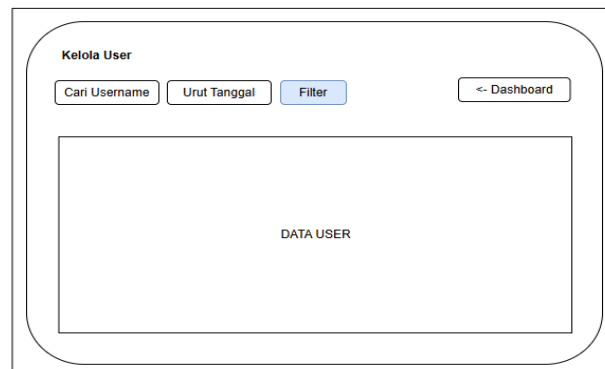 Kelola User
Cari Username Urut Tanggal Filter <- Dashboard
DATA USER